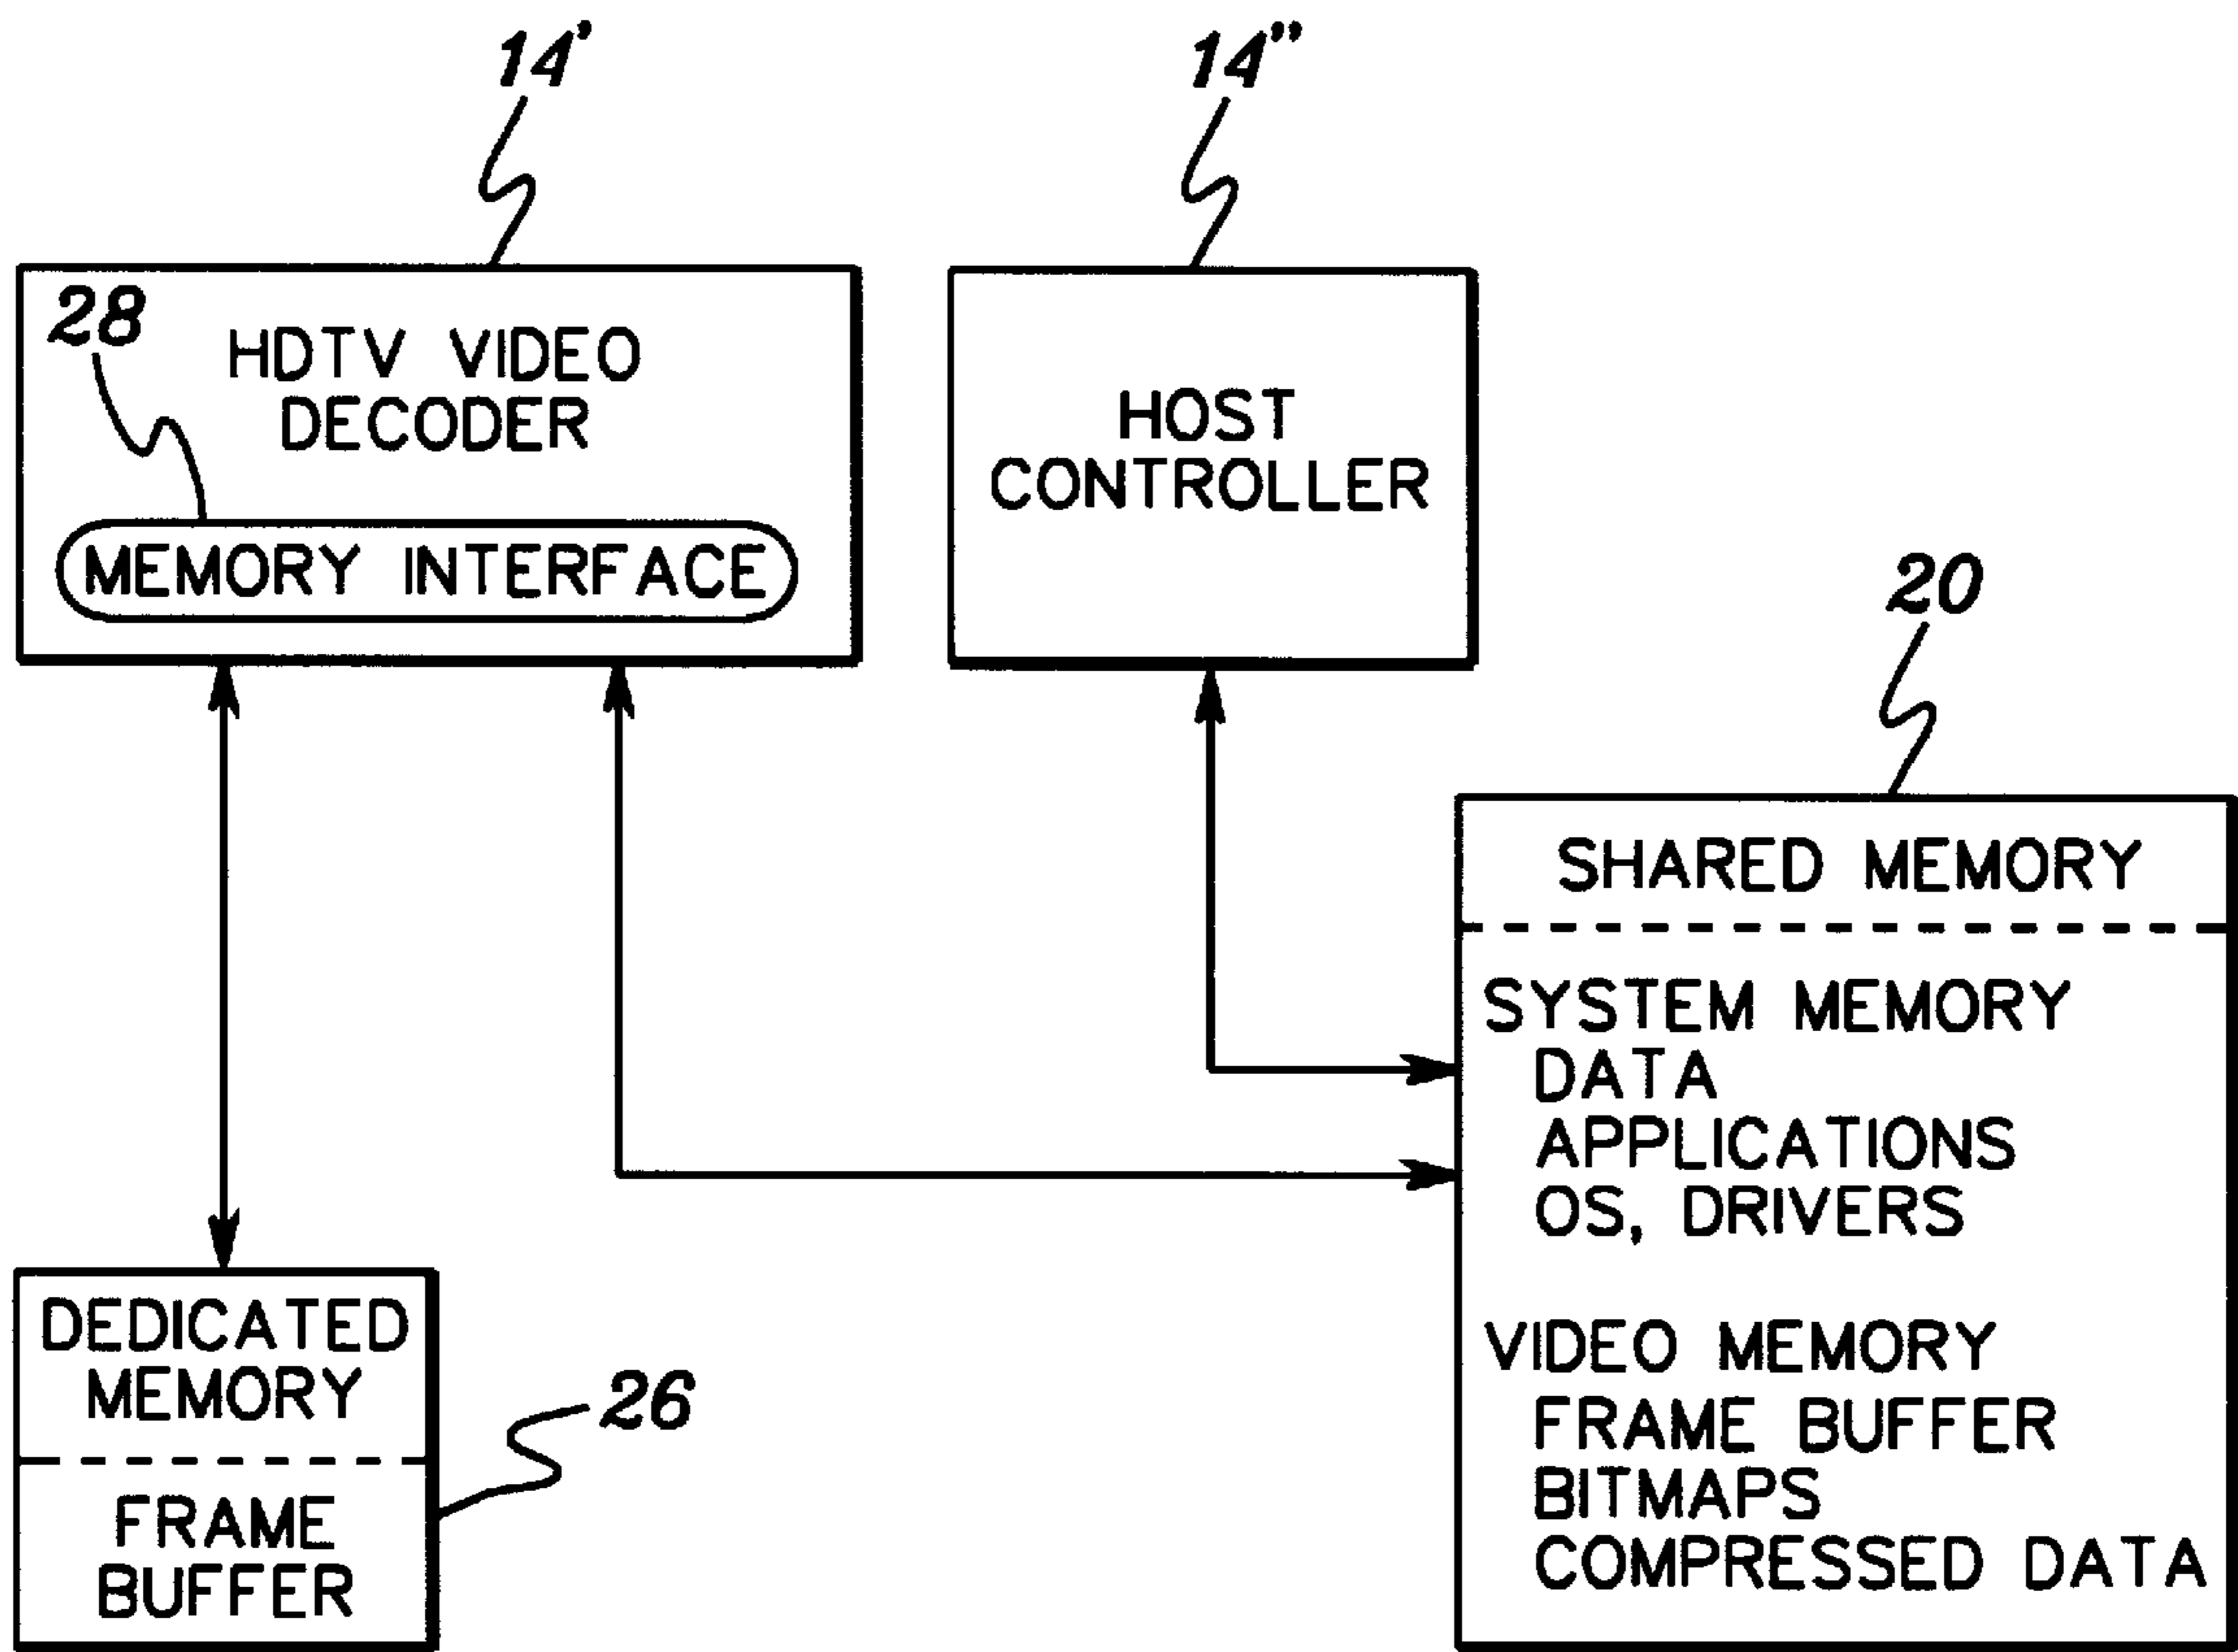 14'
14"
28
HDTV VIDEO
DECODER
MEMORY INTERFACE
HOST
CONTROLLER
20
SHARED MEMORY
SYSTEM MEMORY
DATA
APPLICATIONS
OS, DRIVERS
VIDEO MEMORY
FRAME BUFFER
BITMAPS
COMPRESSED DATA
DEDICATED
MEMORY
26
FRAME
BUFFER